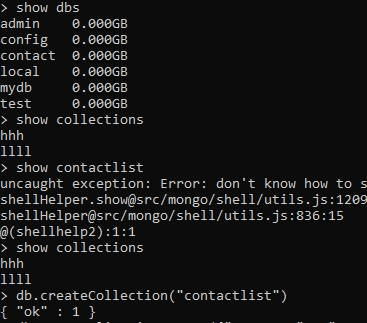 > show dbs
admin    0.000GB
config   0.000GB
contact  0.000GB
local    0.000GB
mydb     0.000GB
test     0.000GB
> show collections
hhh
llll
> show contactlist
uncaught exception: Error: don't know how to s
shellHelper.show@src/mongo/shell/utils.js:1209
shellHelper@src/mongo/shell/utils.js:836:15
@(shellhelp2):1:1
> show collections
hhh
llll
> db.createCollection("contactlist")
{ "ok" : 1 }